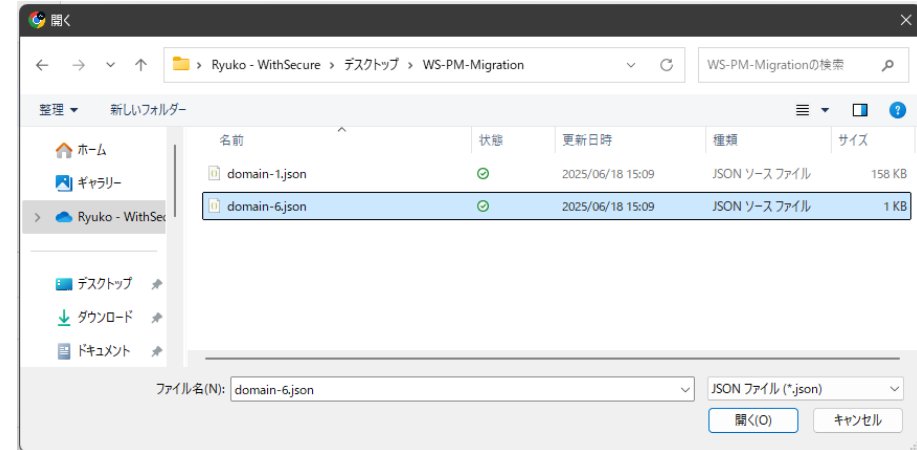 開く
Ryuko - WithSecure > デスクトップ > WS-PM-Migration
WS-PM-Migrationの検索
整理 新しいフォルダー
名前 状態 更新日時 種類 サイズ
ホーム
ギャラリー
Ryuko - WithSec
デスクトップ
ダウンロード
ドキュメント
domain-1.json 2025/06/18 15:09 JSON ソース ファイル 158 KB
domain-6.json 2025/06/18 15:09 JSON ソース ファイル 1 KB
ファイル名(N): domain-6.json JSON ファイル (*.json)
開く(O) キャンセル